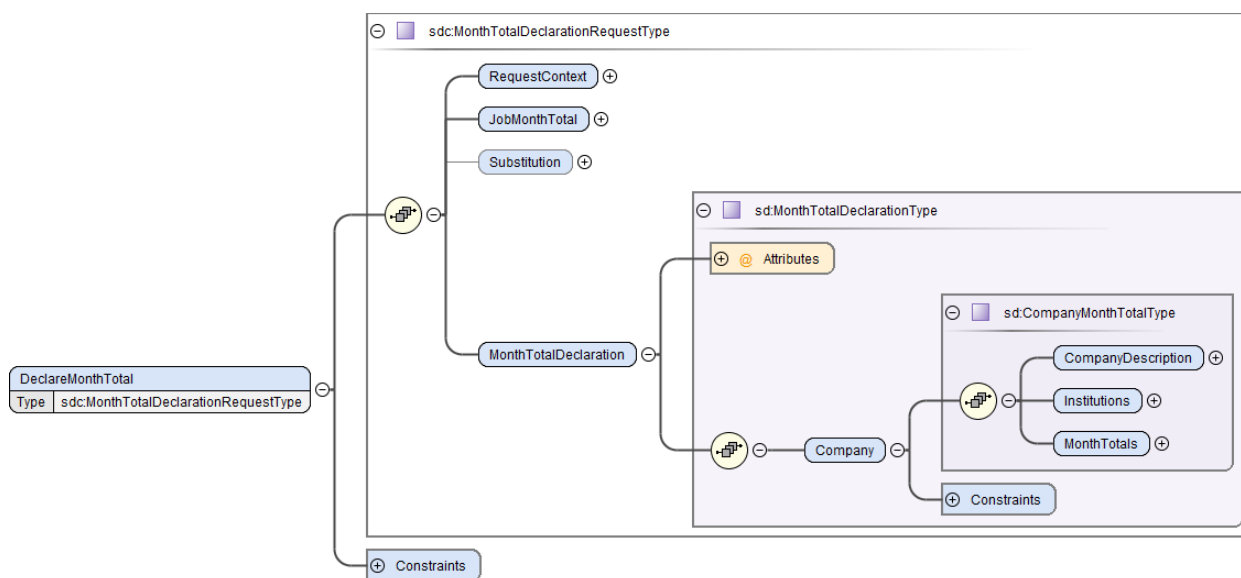 sdc:MonthTotalDeclarationRequestType
RequestContext
JobMonthTotal
Substitution
sd:MonthTotalDeclarationType
@ Attributes
sd:CompanyMonthTotalType
MonthTotalDeclaration
CompanyDescription
DeclareMonthTotal
Type sdc:MonthTotalDeclarationRequestType
Institutions
Company
MonthTotals
Constraints
Constraints